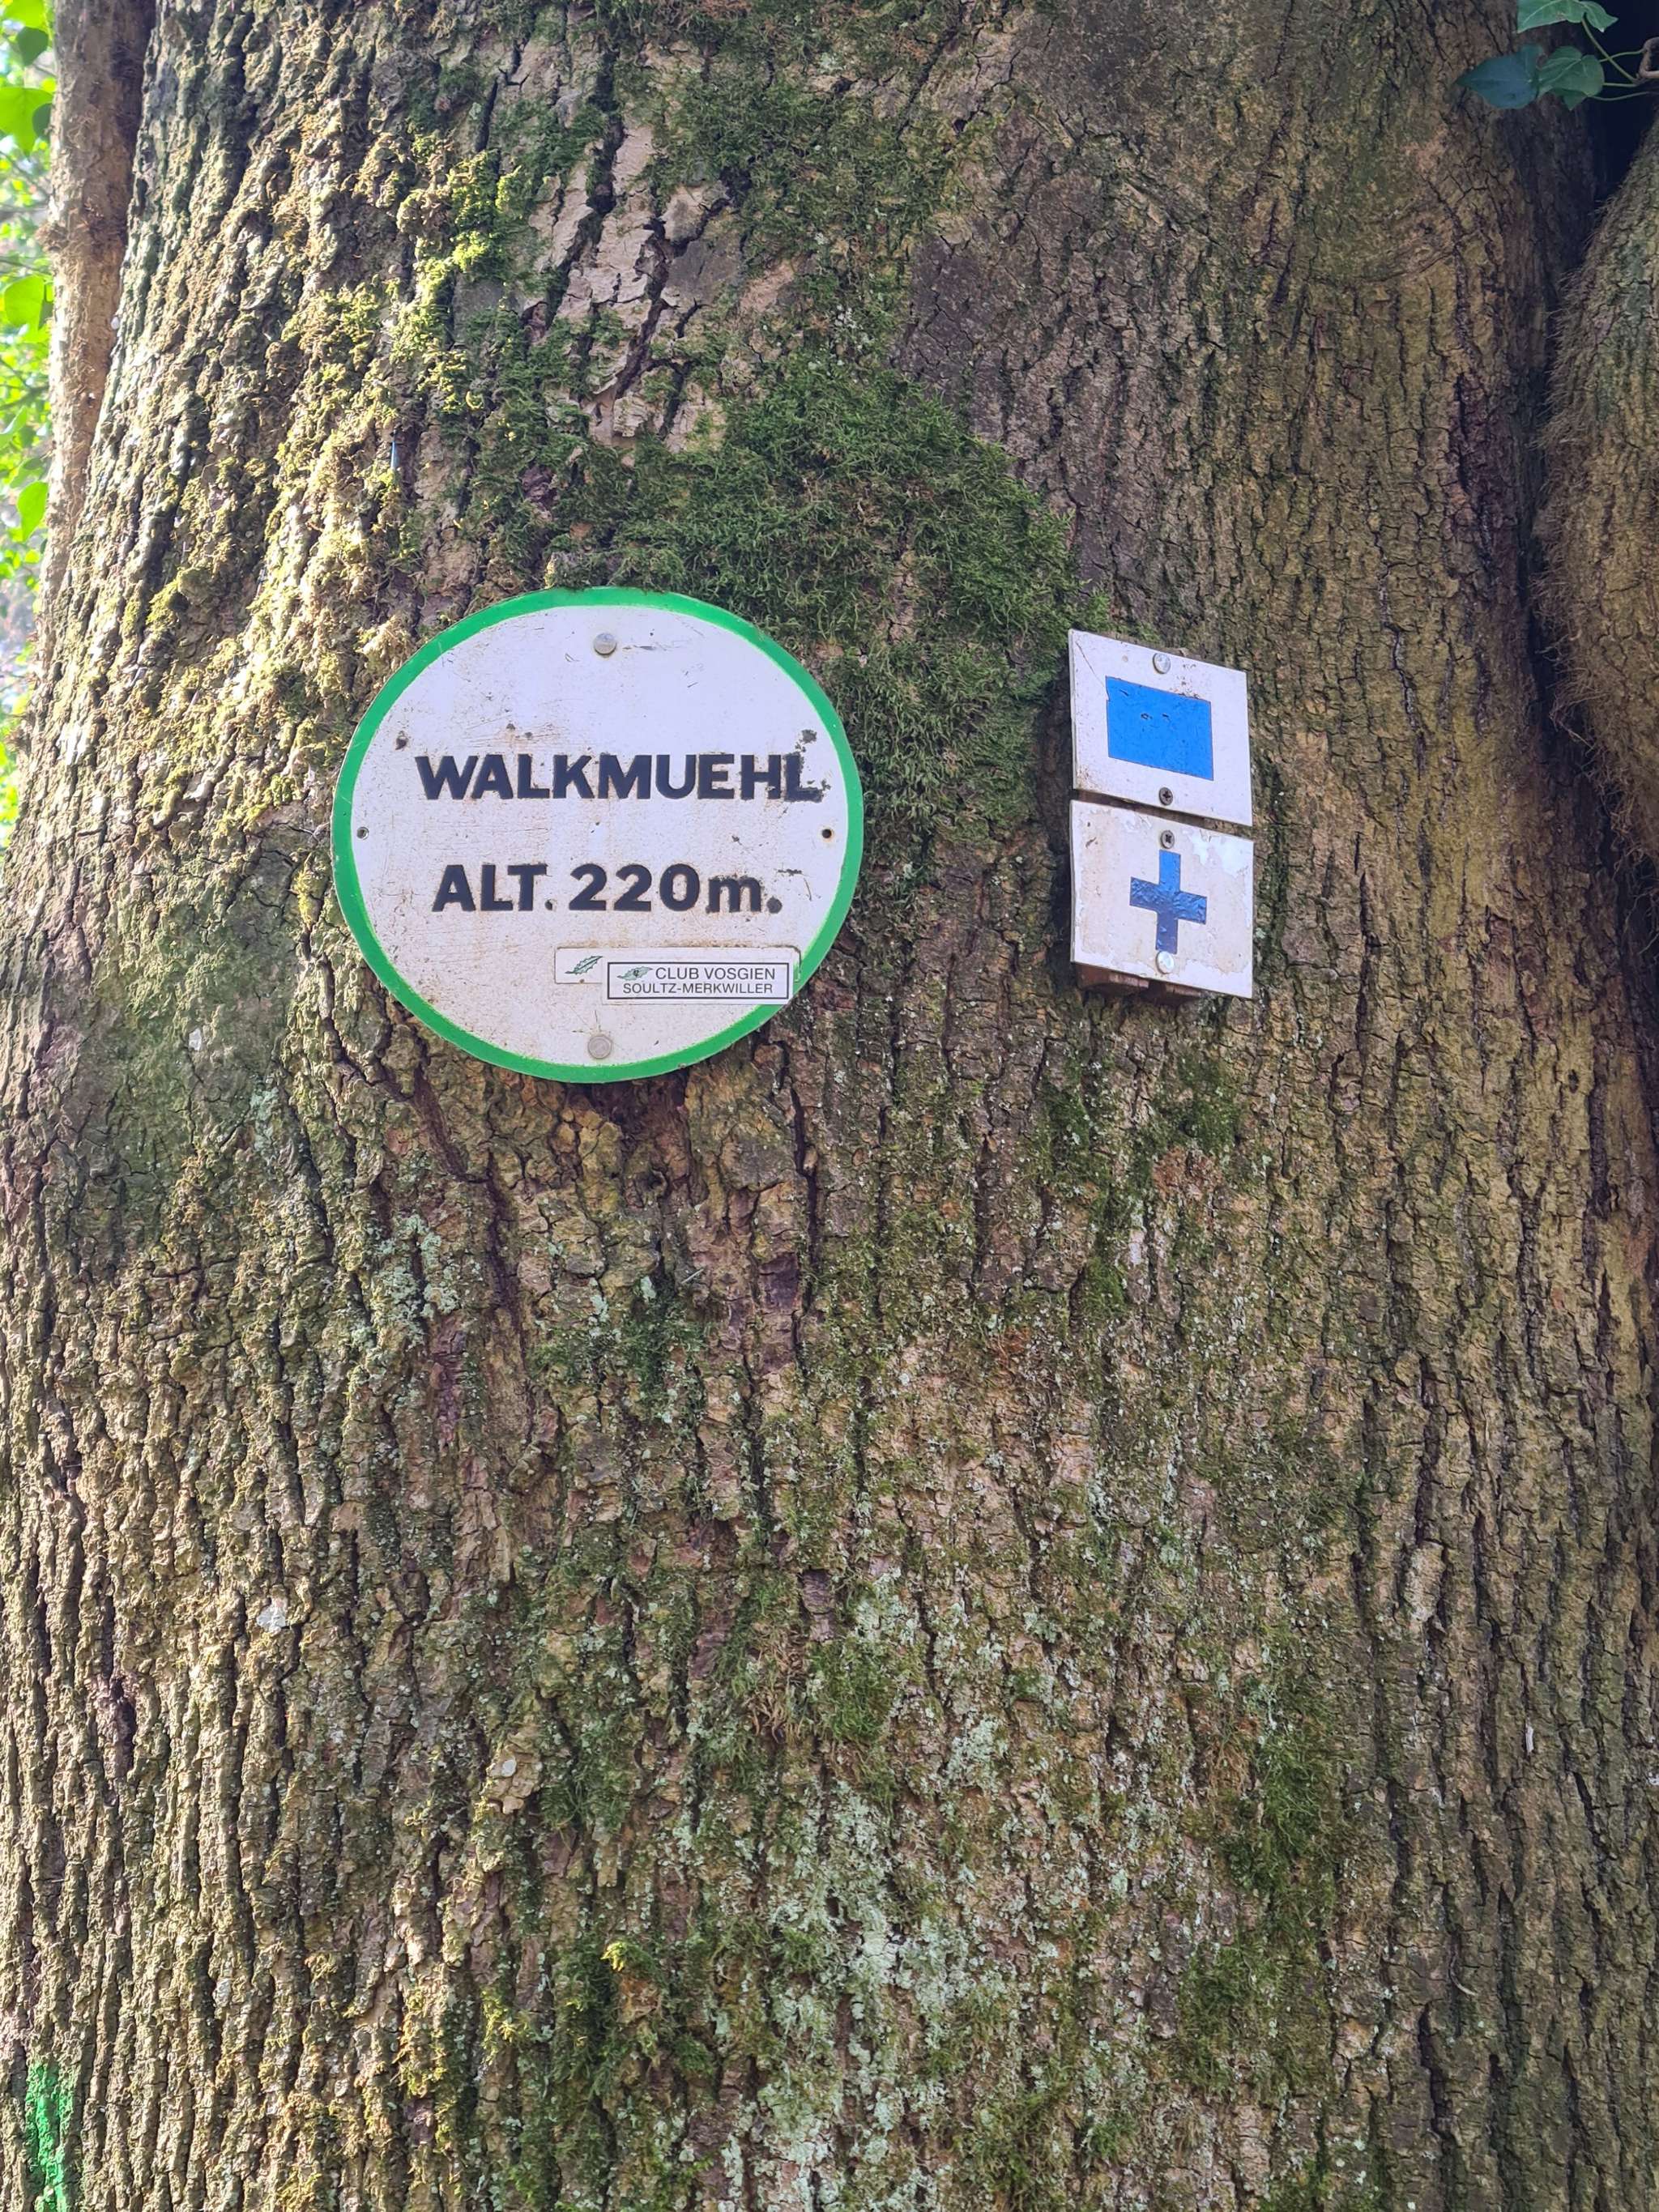 WALKMUEHL
ALT. 220m.
CLUB VOSGIEN
SOULTZ-MERKWILLER